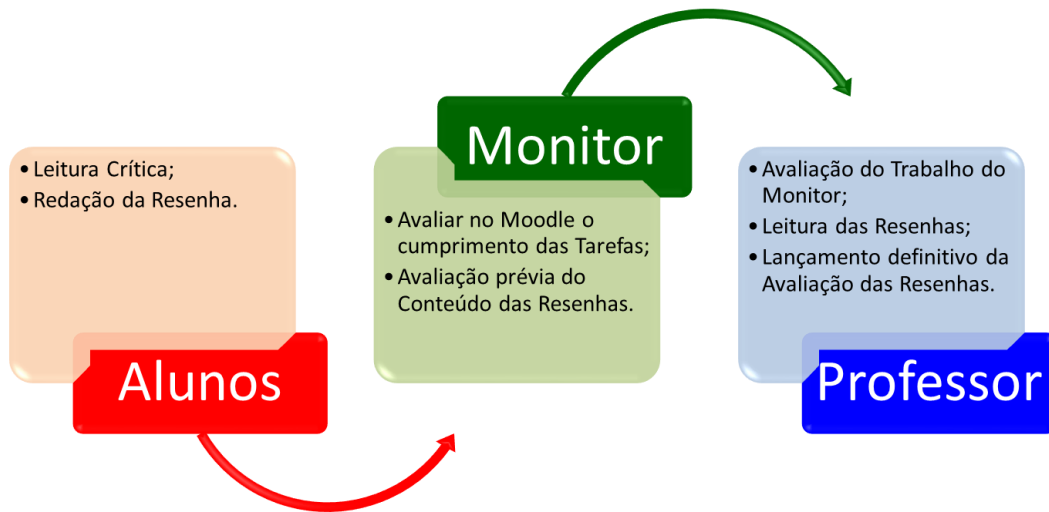 • Leitura Crítica;
• Redação da Resenha.
Alunos
Monitor
• Avaliar no Moodle o
cumprimento das Tarefas;
• Avaliação prévia do
Conteúdo das Resenhas.
• Avaliação do Trabalho do
Monitor;
• Leitura das Resenhas;
• Lançamento definitivo da
Avaliação das Resenhas.
Professor